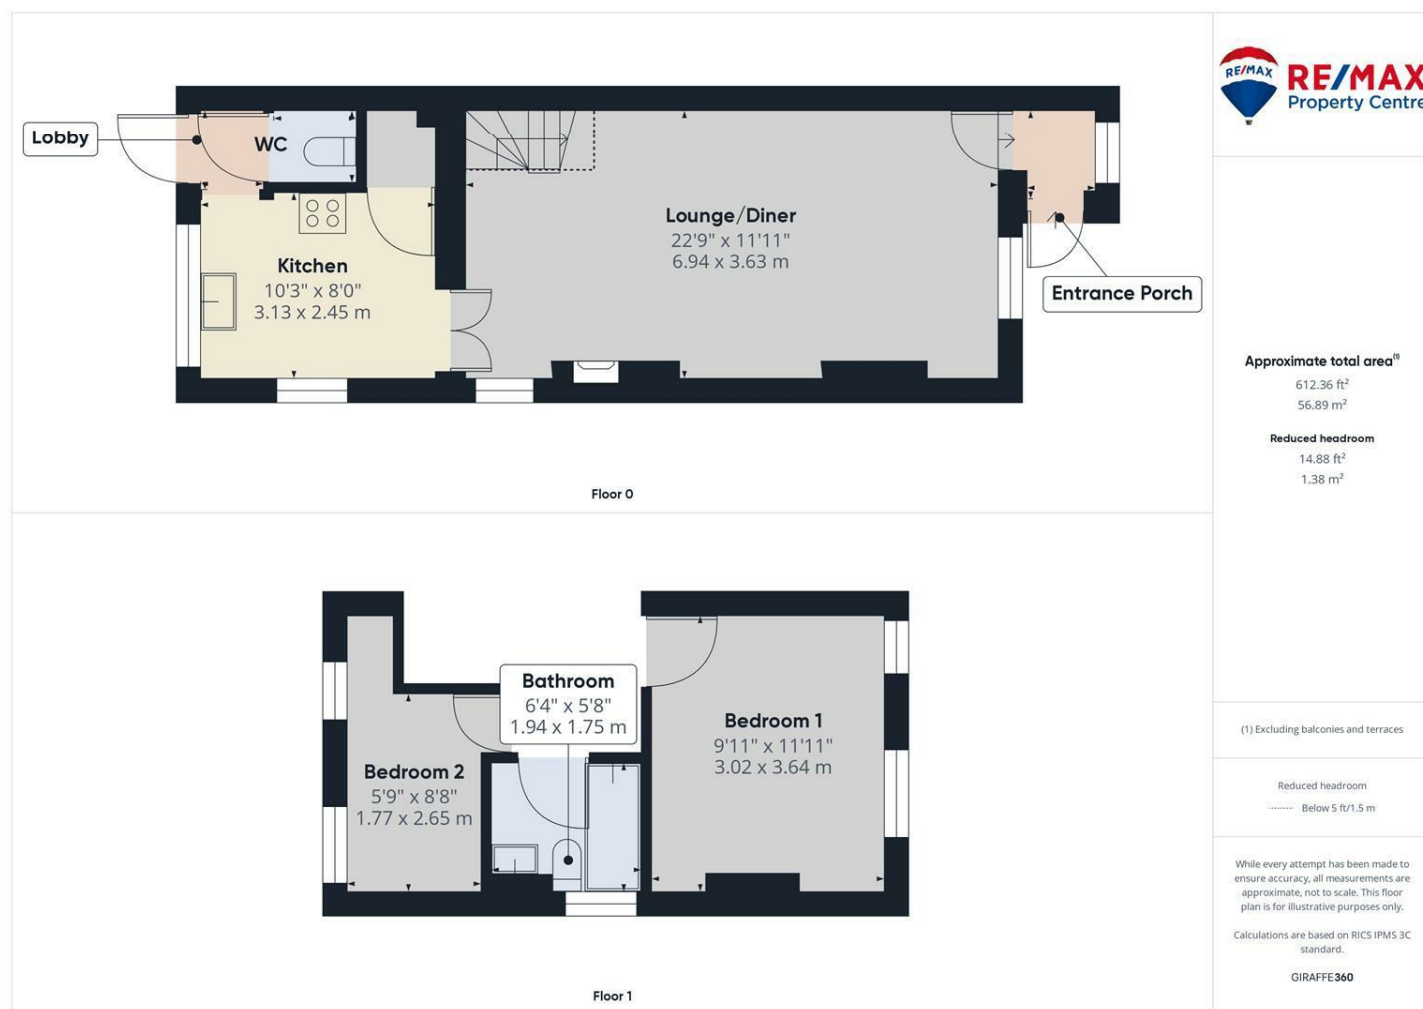 Lobby
WC
Kitchen
10'3" x 8'0"
3.13 x 2.45 m
Lounge/Diner
22'9" x 11'11"
6.94 x 3.63 m
Entrance Porch
Floor 0
Bathroom
6'4" x 5'8"
1.94 x 1.75 m
Bedroom 2
5'9" x 8'8"
1.77 x 2.65 m
Bedroom 1
9'11" x 11'11"
3.02 x 3.64 m
Floor 1
RE/MAX
RE/MAX
Property Centre
Approximate total area(1)
612.36 ft²
56.89 m²
Reduced headroom
14.88 ft²
1.38 m²
(1) Excluding balconies and terraces
Reduced headroom
Below 5 ft/1.5 m
While every attempt has been made to
ensure accuracy, all measurements are
approximate, not to scale. This floor
plan is for illustrative purposes only.
Calculations are based on RICS IPMS 3C
standard.
GIRAFFE360